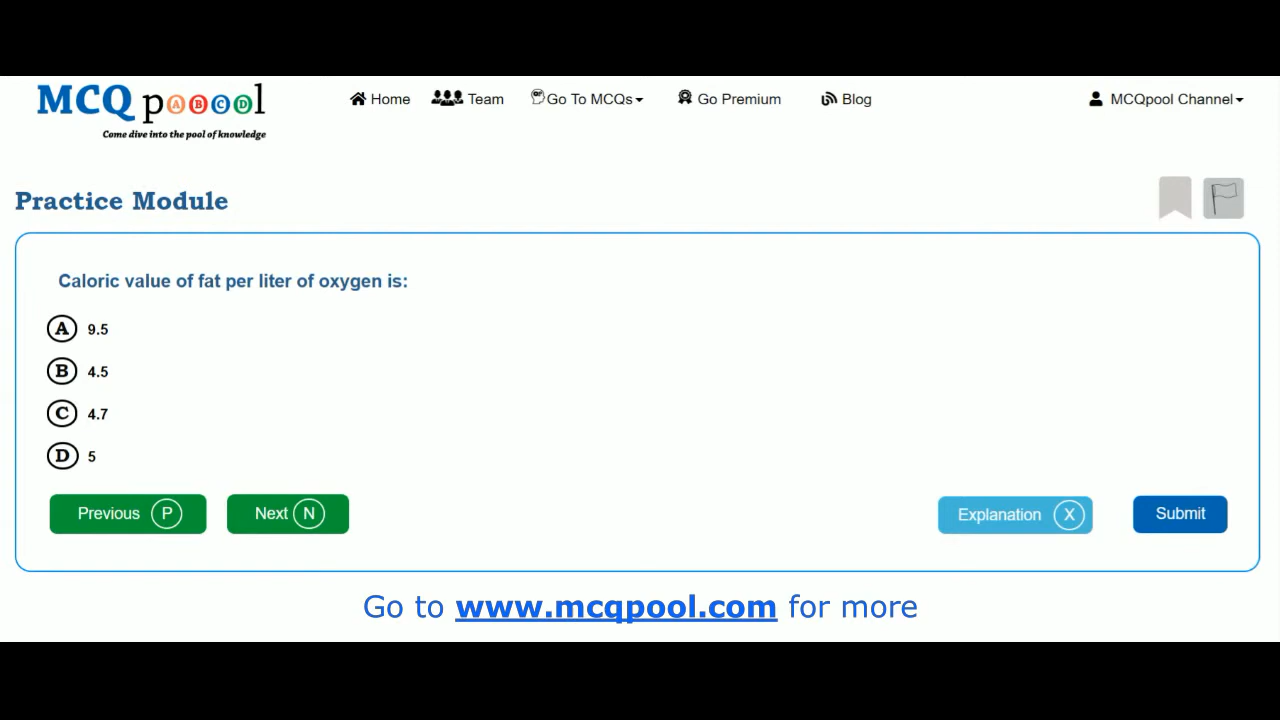 MCQ pooool
Come dive into the pool of knowledge
Home Team Go To MCQs Go Premium Blog MCQpool Channel
Practice Module
Caloric value of fat per liter of oxygen is:
A 9.5
B 4.5
C 4.7
D 5
Previous P Next N Explanation X Submit
Go to www.mcqpool.com for more